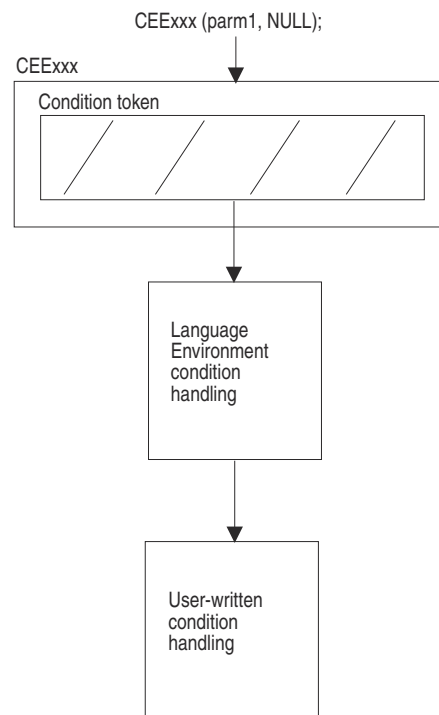 CEExxx (parm1, NULL);
CEExxx
Condition token
Language
Environment
condition
handling
User-written
condition
handling